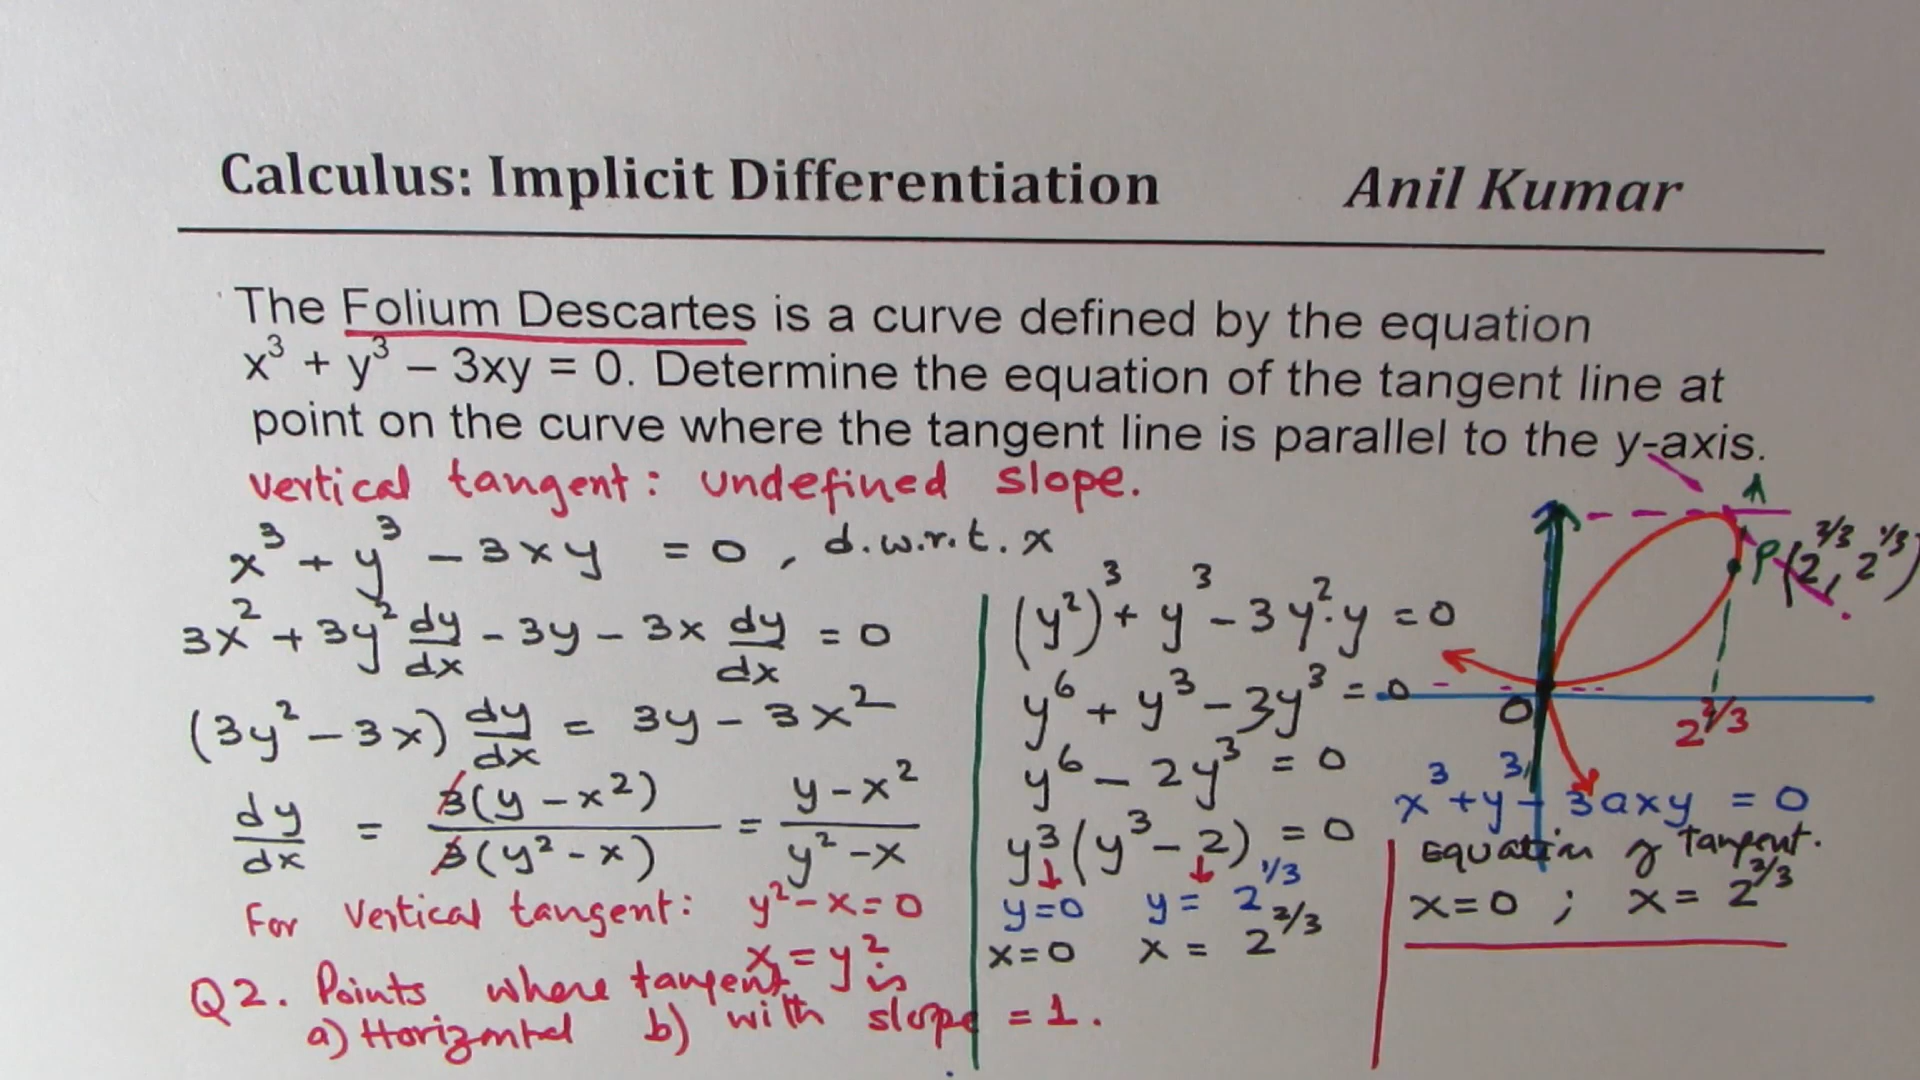 Calculus: Implicit Differentiation Anil Kumar
The Folium Descartes is a curve defined by the equation
x³ + y³ – 3xy = 0. Determine the equation of the tangent line at
point on the curve where the tangent line is parallel to the y-axis.
vertical tangent: undefined slope.
x³ + y³ - 3xy = 0, d.w.r.t. x
3x² + 3y² dy/dx - 3y - 3x dy/dx = 0
(3y² - 3x) dy/dx = 3y - 3x²
dy/dx = 3(y - x²)/3(y² - x) = y - x²/y² - x
For vertical tangent: y² - x = 0
x = y²
Q2. Points where tangent is
a) Horizontal b) with slope = 1.
(y²)³ + y³ - 3y²·y = 0
y⁶ + y³ - 3y³ = 0
y⁶ - 2y³ = 0
y³(y³ - 2) = 0
y = 0 y = 2^1/3
x = 0 x = 2^2/3
A
P(2^2/3, 2^1/3)
O
2^2/3
x³ + y³ - 3axy = 0
Equation of tangent.
x = 0 ; x = 2^2/3